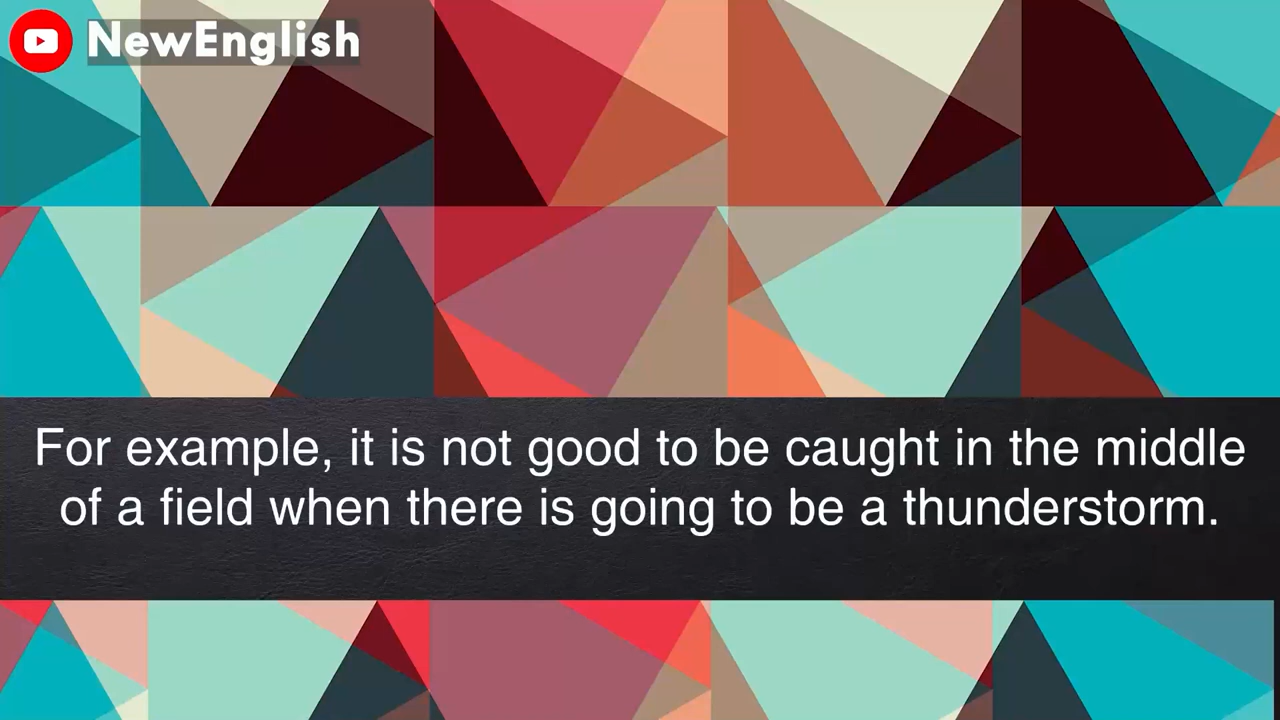 NewEnglish
For example, it is not good to be caught in the middle
of a field when there is going to be a thunderstorm.